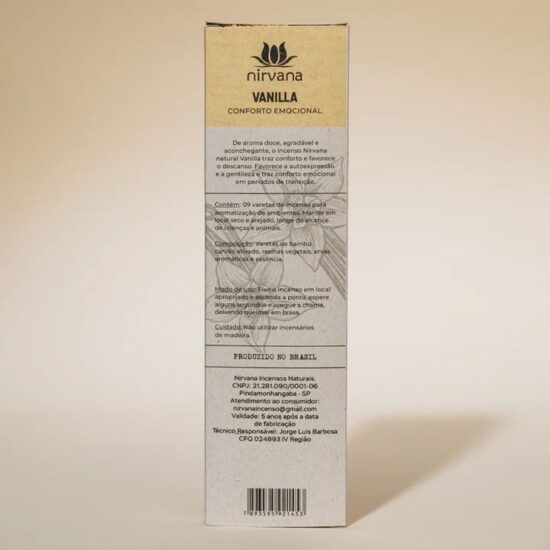 nirvana
VANILLA
CONFORTO EMOCIONAL
De aroma doce, agradável e
aconchegante, o incenso Nirvana
natural Vanilla traz conforto e favorece
o descanso. Favorece a autoexpressão
e a gentileza e traz conforto emocional
em períodos de transição.
Contém: 09 varetas de incenso para
aromatização de ambientes. Manter em
local seco e arejado, longe do alcance
de crianças e animais.
Composição: Varetas de bambú,
carvão ativado, resinas vegetais, ervas
aromáticas e essência.
Modo de uso: Fixe o incenso em local
apropriado e ascenda a ponta, espere
alguns segundos e apegue a chama,
deixando queimar em brasa.
Cuidado: Não utilizar incensários
de madeira.
PRODUZIDO NO BRASIL
Nirvana Incensos Naturais.
CNPJ: 21.281.090/0001-06
Pindamonhangaba - SP
Atendimento ao consumidor:
nirvanaincenso@gmail.com
Validade: 5 anos após a data
de fabricação
Técnico Responsável: Jorge Luis Barbosa
CFQ 024893 IV Região
7 893595 921453